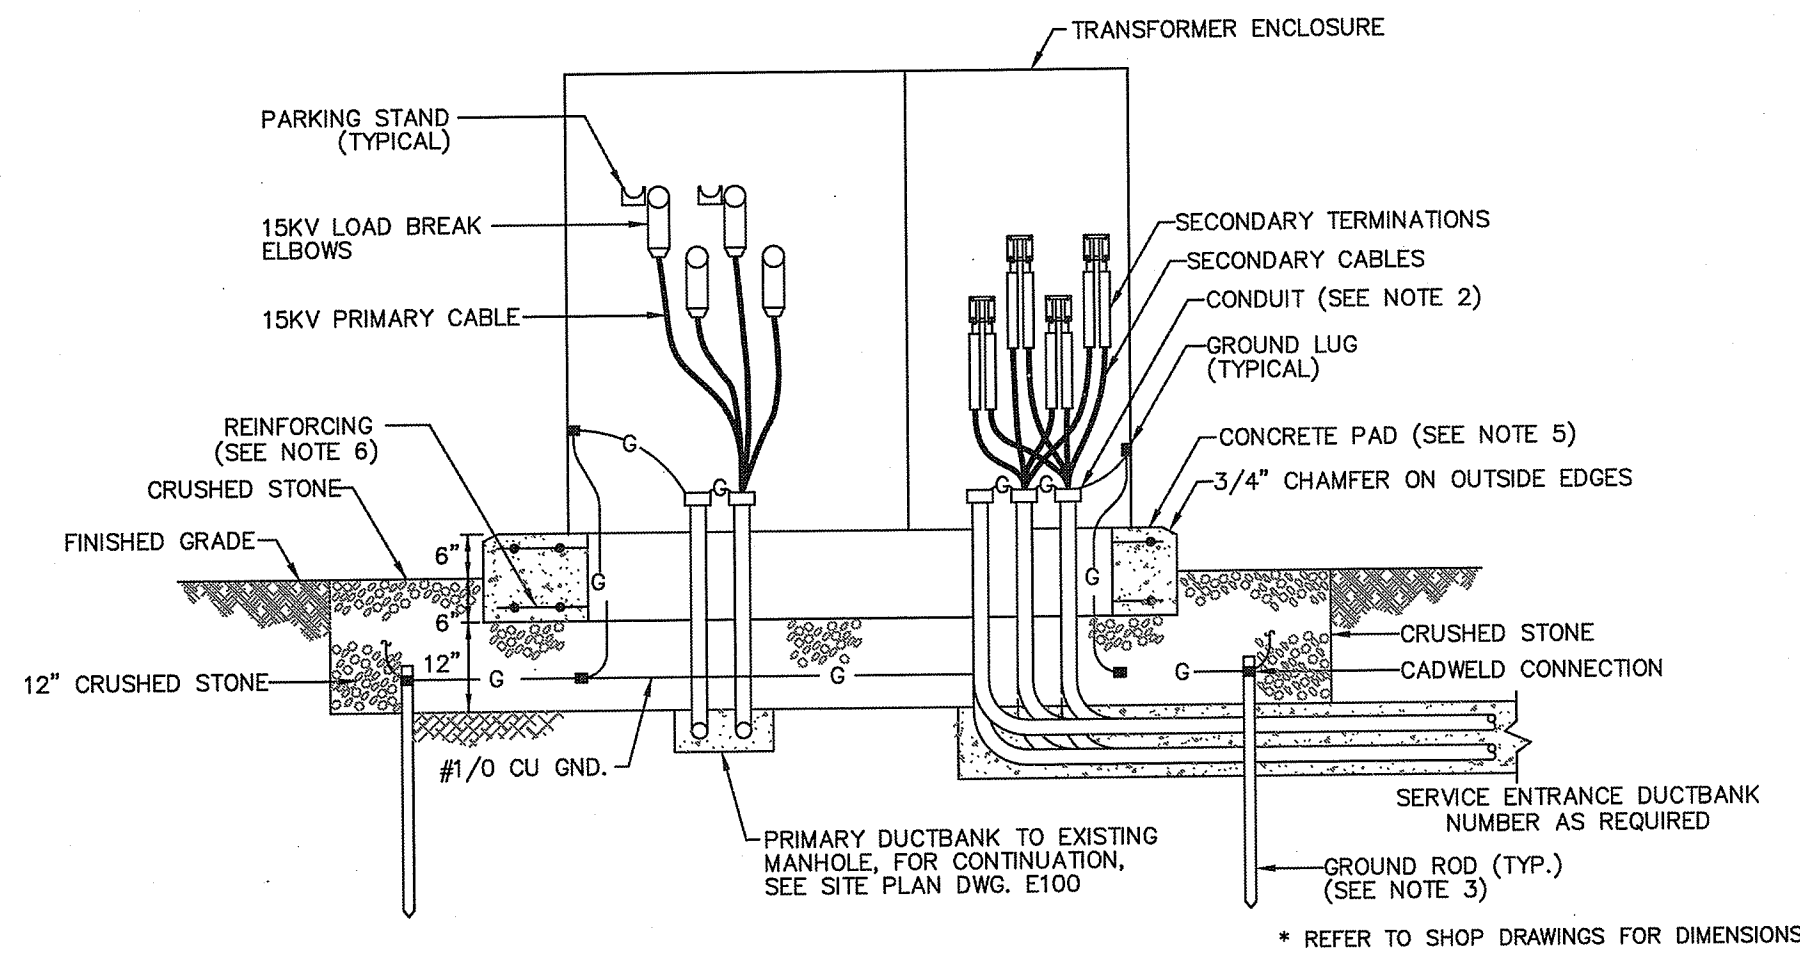 TRANSFORMER ENCLOSURE
PARKING STAND
(TYPICAL)
15KV LOAD BREAK
ELBOWS
15KV PRIMARY CABLE
SECONDARY TERMINATIONS
SECONDARY CABLES
CONDUIT (SEE NOTE 2)
GROUND LUG
(TYPICAL)
REINFORCING
(SEE NOTE 6)
CRUSHED STONE
FINISHED GRADE
CONCRETE PAD (SEE NOTE 5)
3/4" CHAMFER ON OUTSIDE EDGES
G
G
G
G
6"
6"
12"
G
G
12" CRUSHED STONE
G
G
G
CRUSHED STONE
CADWELD CONNECTION
#1/0 CU GND.
PRIMARY DUCTBANK TO EXISTING
MANHOLE, FOR CONTINUATION,
SEE SITE PLAN DWG. E100
SERVICE ENTRANCE DUCTBANK
NUMBER AS REQUIRED
GROUND ROD (TYP.)
(SEE NOTE 3)
* REFER TO SHOP DRAWINGS FOR DIMENSIONS